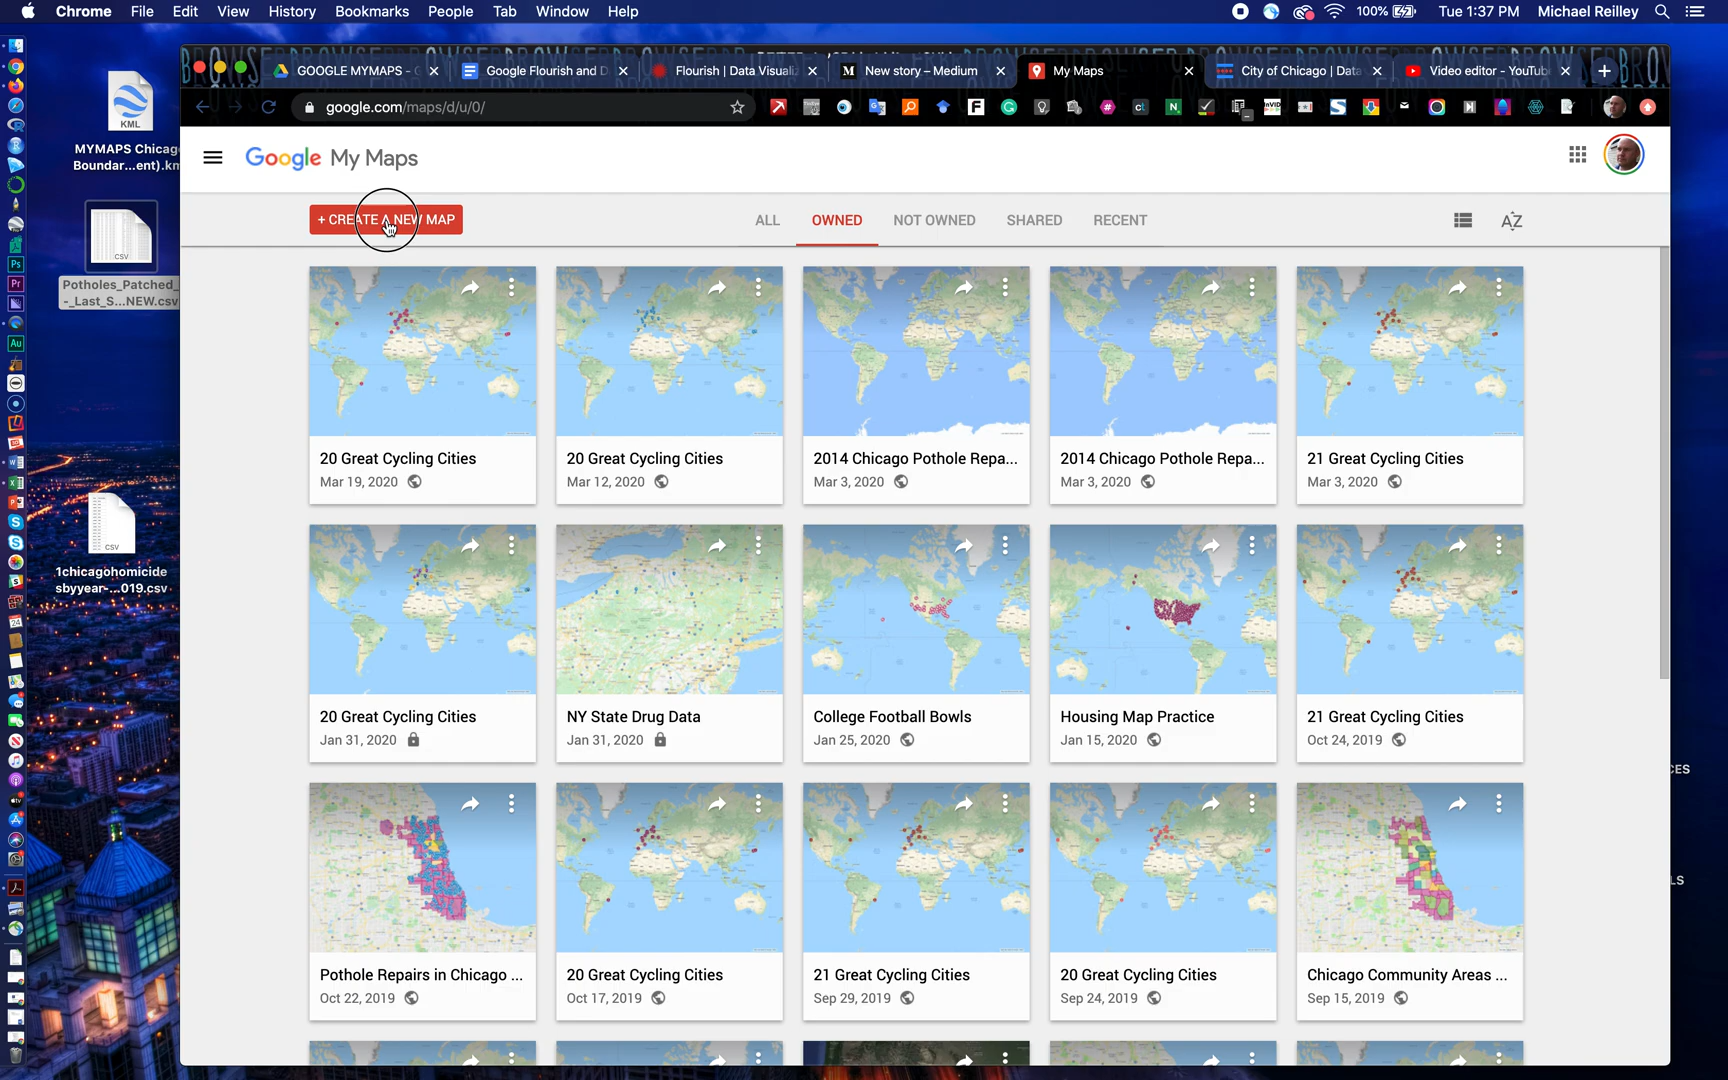 Chrome File Edit View History Bookmarks People Tab Window Help
100% Tue 1:37 PM Michael Reilley
GOOGLE MYMAPS - G
Google Flourish and D
Flourish | Data Visualiz
New story – Medium
My Maps
City of Chicago | Data
Video editor - YouTube
google.com/maps/d/u/0/
Google My Maps
+ CREATE A NEW MAP
ALL OWNED NOT OWNED SHARED RECENT
KML
MYMAPS Chicag
Boundar...ent).km
CSV
Potholes_Patched_
-_Last_S...NEW.csv
CSV
1chicagohomicide
sbyyear-...019.csv
20 Great Cycling Cities
Mar 19, 2020
20 Great Cycling Cities
Mar 12, 2020
2014 Chicago Pothole Repa...
Mar 3, 2020
2014 Chicago Pothole Repa...
Mar 3, 2020
21 Great Cycling Cities
Mar 3, 2020
20 Great Cycling Cities
Jan 31, 2020
NY State Drug Data
Jan 31, 2020
College Football Bowls
Jan 25, 2020
Housing Map Practice
Jan 15, 2020
21 Great Cycling Cities
Oct 24, 2019
Pothole Repairs in Chicago ...
Oct 22, 2019
20 Great Cycling Cities
Oct 17, 2019
21 Great Cycling Cities
Sep 29, 2019
20 Great Cycling Cities
Sep 24, 2019
Chicago Community Areas ...
Sep 15, 2019